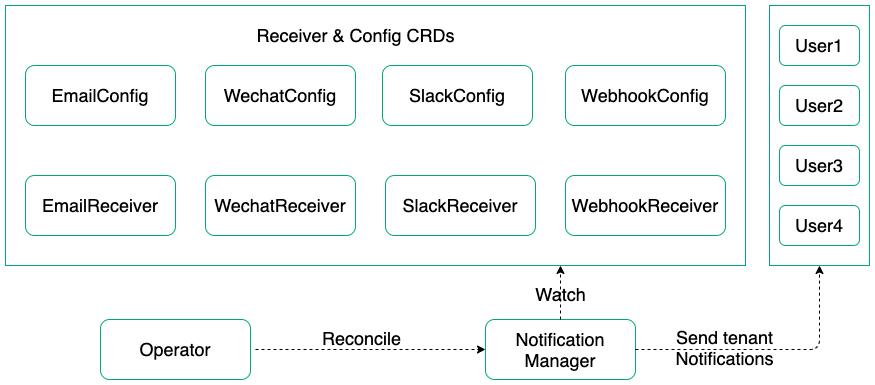 Receiver & Config CRDs
EmailConfig
WechatConfig
SlackConfig
WebhookConfig
EmailReceiver
WechatReceiver
SlackReceiver
WebhookReceiver
User1
User2
User3
User4
Watch
Operator
Reconcile
Notification
Manager
Send tenant
Notifications